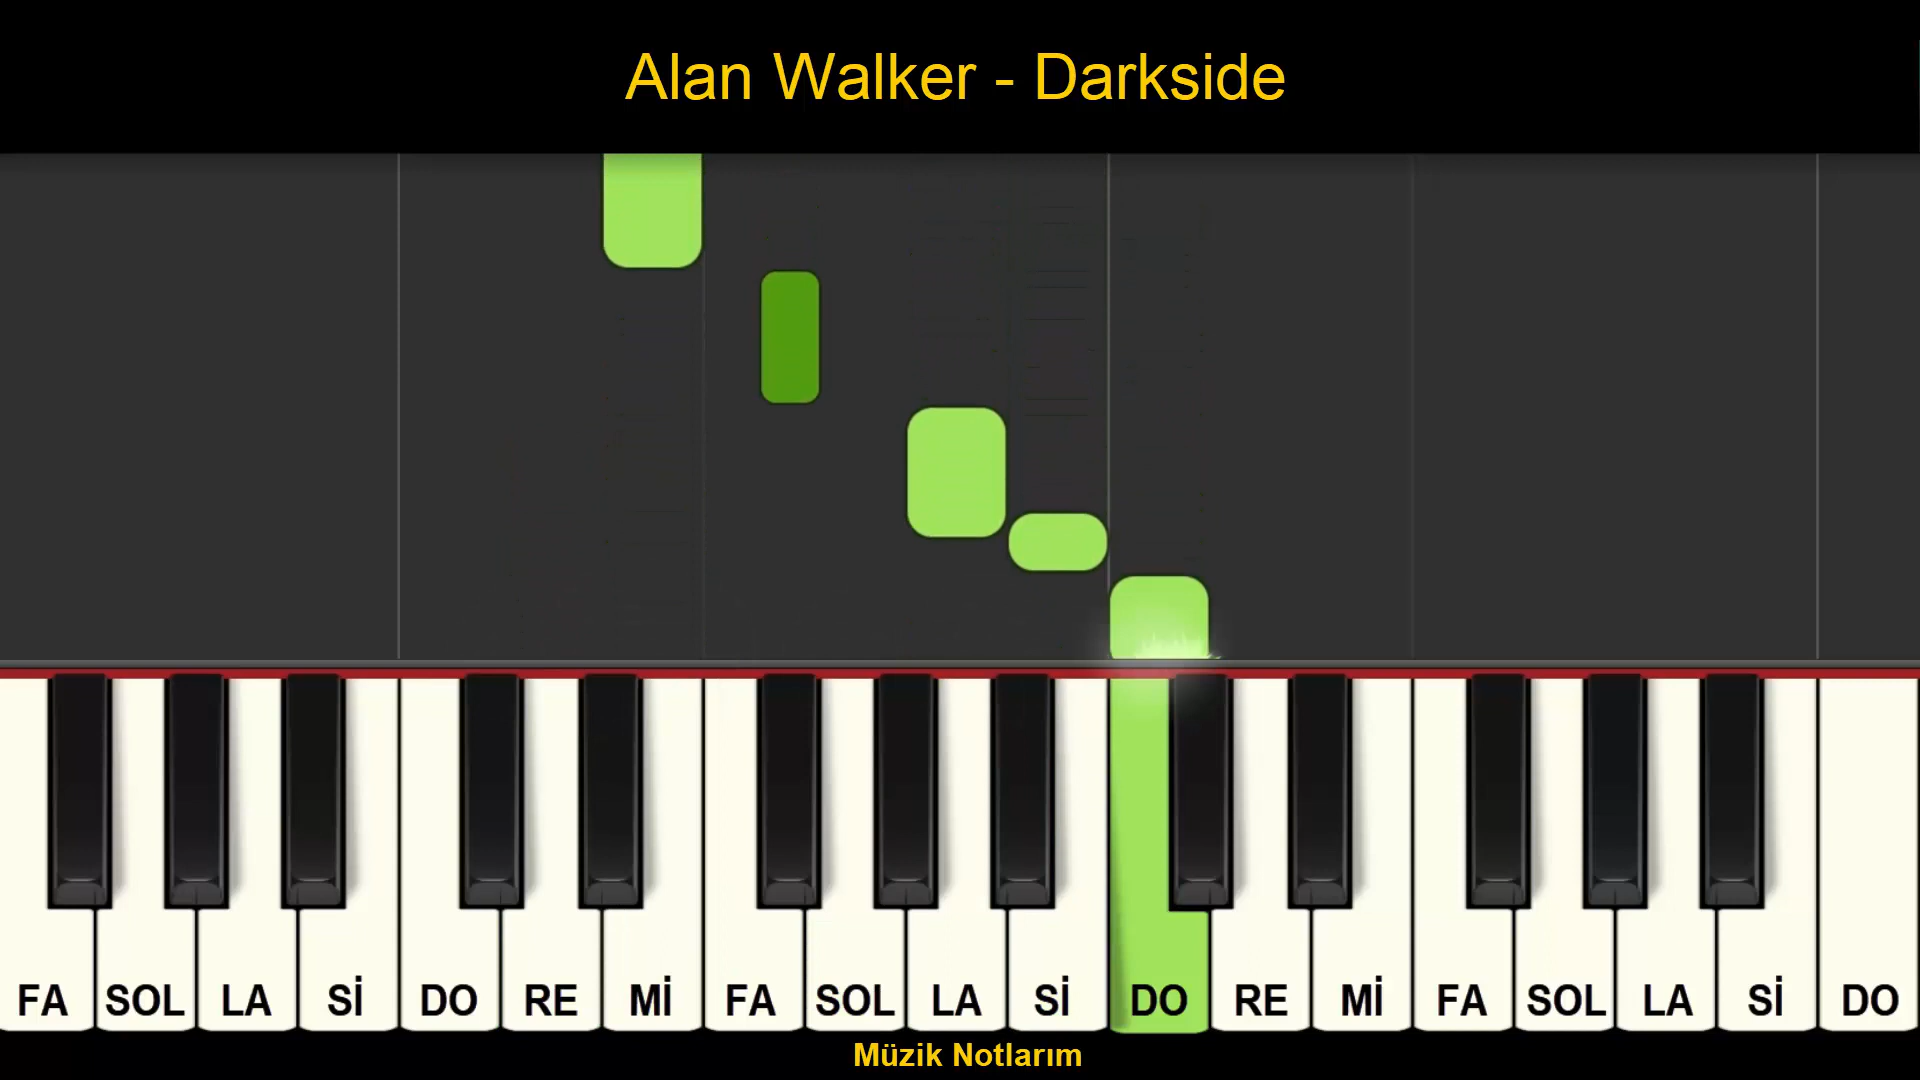 Alan Walker - Darkside
FA SOL LA Sİ DO RE Mİ FA SOL LA Sİ DO RE Mİ FA SOL LA Sİ DO
Müzik Notlarım